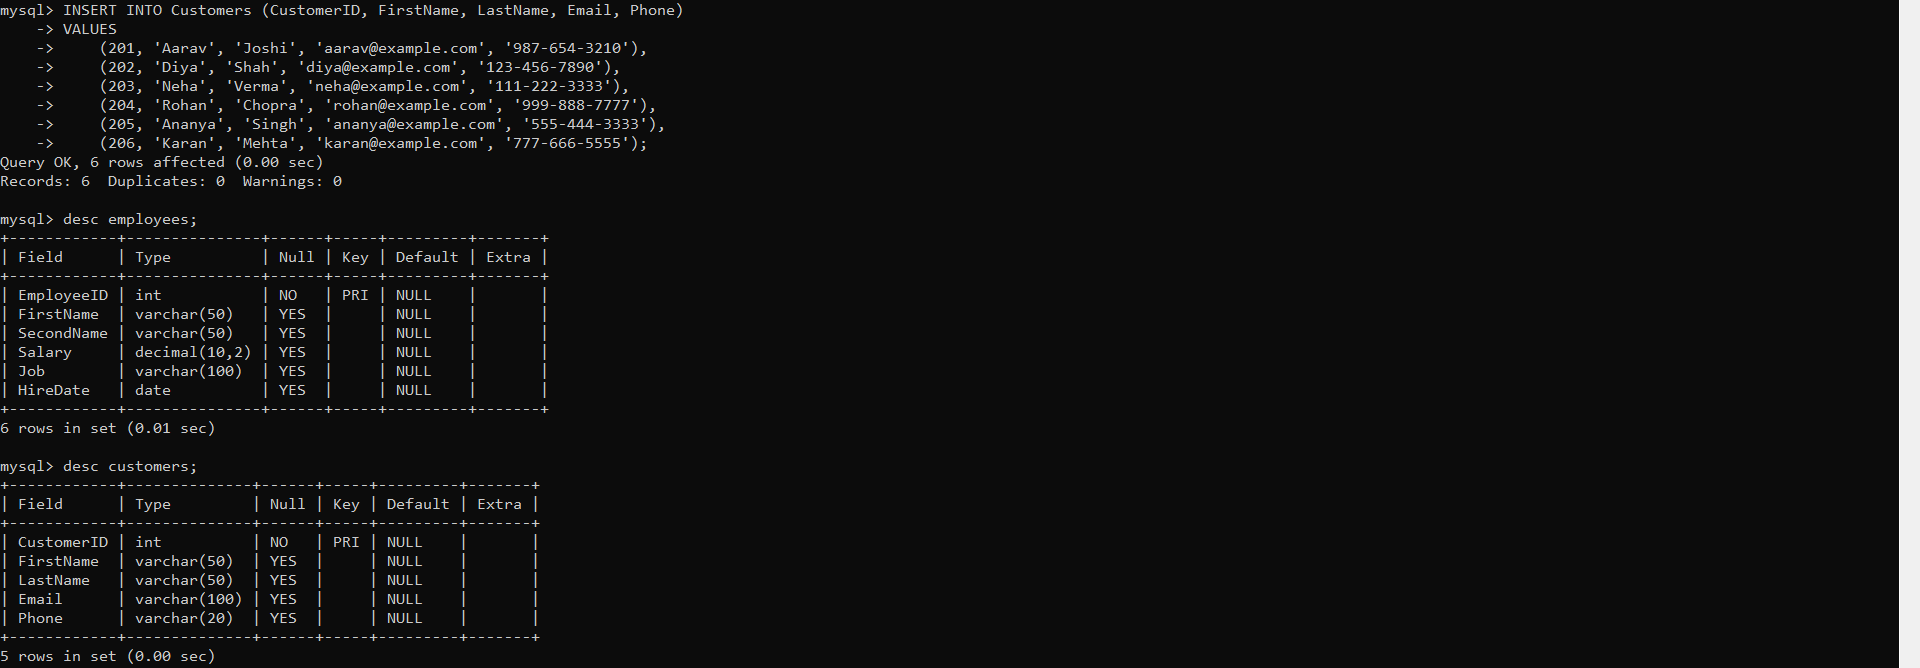 mysql> INSERT INTO Customers (CustomerID, FirstName, LastName, Email, Phone)
    -> VALUES
    ->     (201, 'Aarav', 'Joshi', 'aarav@example.com', '987-654-3210'),
    ->     (202, 'Diya', 'Shah', 'diya@example.com', '123-456-7890'),
    ->     (203, 'Neha', 'Verma', 'neha@example.com', '111-222-3333'),
    ->     (204, 'Rohan', 'Chopra', 'rohan@example.com', '999-888-7777'),
    ->     (205, 'Ananya', 'Singh', 'ananya@example.com', '555-444-3333'),
    ->     (206, 'Karan', 'Mehta', 'karan@example.com', '777-666-5555');
Query OK, 6 rows affected (0.00 sec)
Records: 6  Duplicates: 0  Warnings: 0

mysql> desc employees;
+------------+---------------+------+-----+---------+-------+
| Field      | Type          | Null | Key | Default | Extra |
+------------+---------------+------+-----+---------+-------+
| EmployeeID | int           | NO   | PRI | NULL    |       |
| FirstName  | varchar(50)   | YES  |     | NULL    |       |
| SecondName | varchar(50)   | YES  |     | NULL    |       |
| Salary     | decimal(10,2) | YES  |     | NULL    |       |
| Job        | varchar(100)  | YES  |     | NULL    |       |
| HireDate   | date          | YES  |     | NULL    |       |
+------------+---------------+------+-----+---------+-------+
6 rows in set (0.01 sec)

mysql> desc customers;
+------------+--------------+------+-----+---------+-------+
| Field      | Type         | Null | Key | Default | Extra |
+------------+--------------+------+-----+---------+-------+
| CustomerID | int          | NO   | PRI | NULL    |       |
| FirstName  | varchar(50)  | YES  |     | NULL    |       |
| LastName   | varchar(50)  | YES  |     | NULL    |       |
| Email      | varchar(100) | YES  |     | NULL    |       |
| Phone      | varchar(20)  | YES  |     | NULL    |       |
+------------+--------------+------+-----+---------+-------+
5 rows in set (0.00 sec)